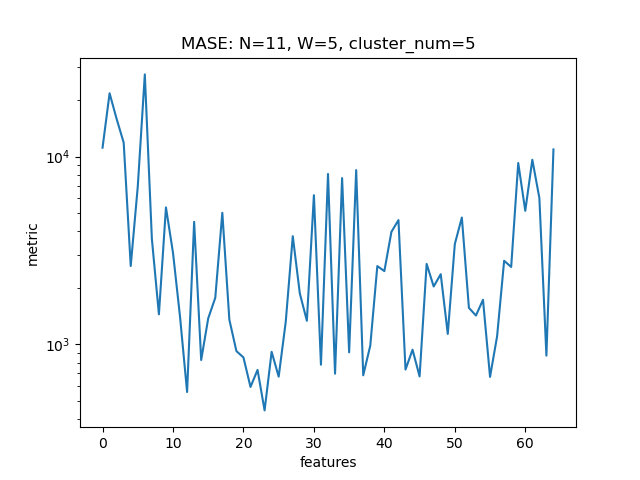 MASE: N=11, W=5, cluster_num=5
10⁴
10³
metric
0 10 20 30 40 50 60
features